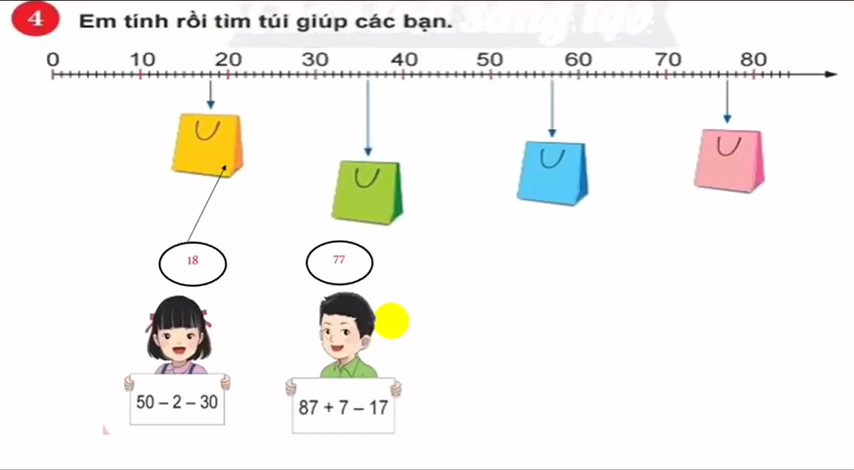 4 Em tính rồi tìm túi giúp các bạn.
0 10 20 30 40 50 60 70 80
18 77
50 – 2 – 30
87 + 7 – 17